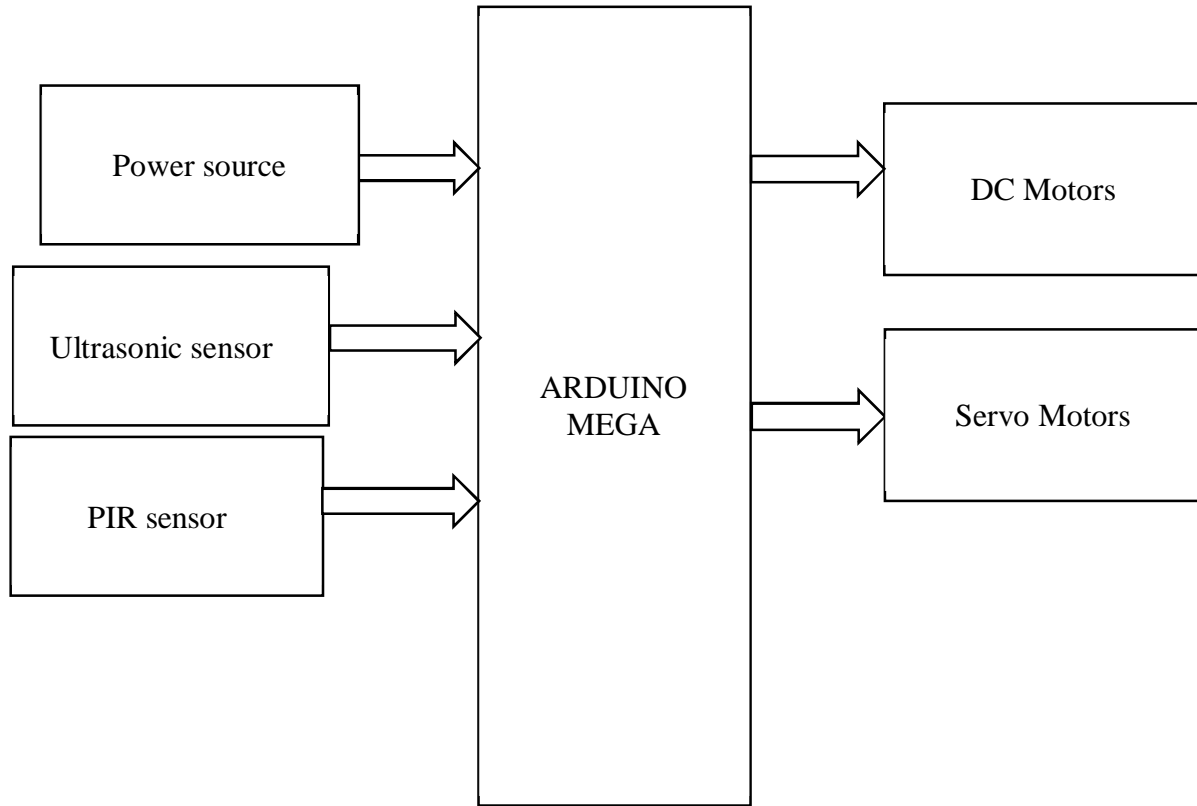 Power source
Ultrasonic sensor
PIR sensor
ARDUINO
MEGA
DC Motors
Servo Motors